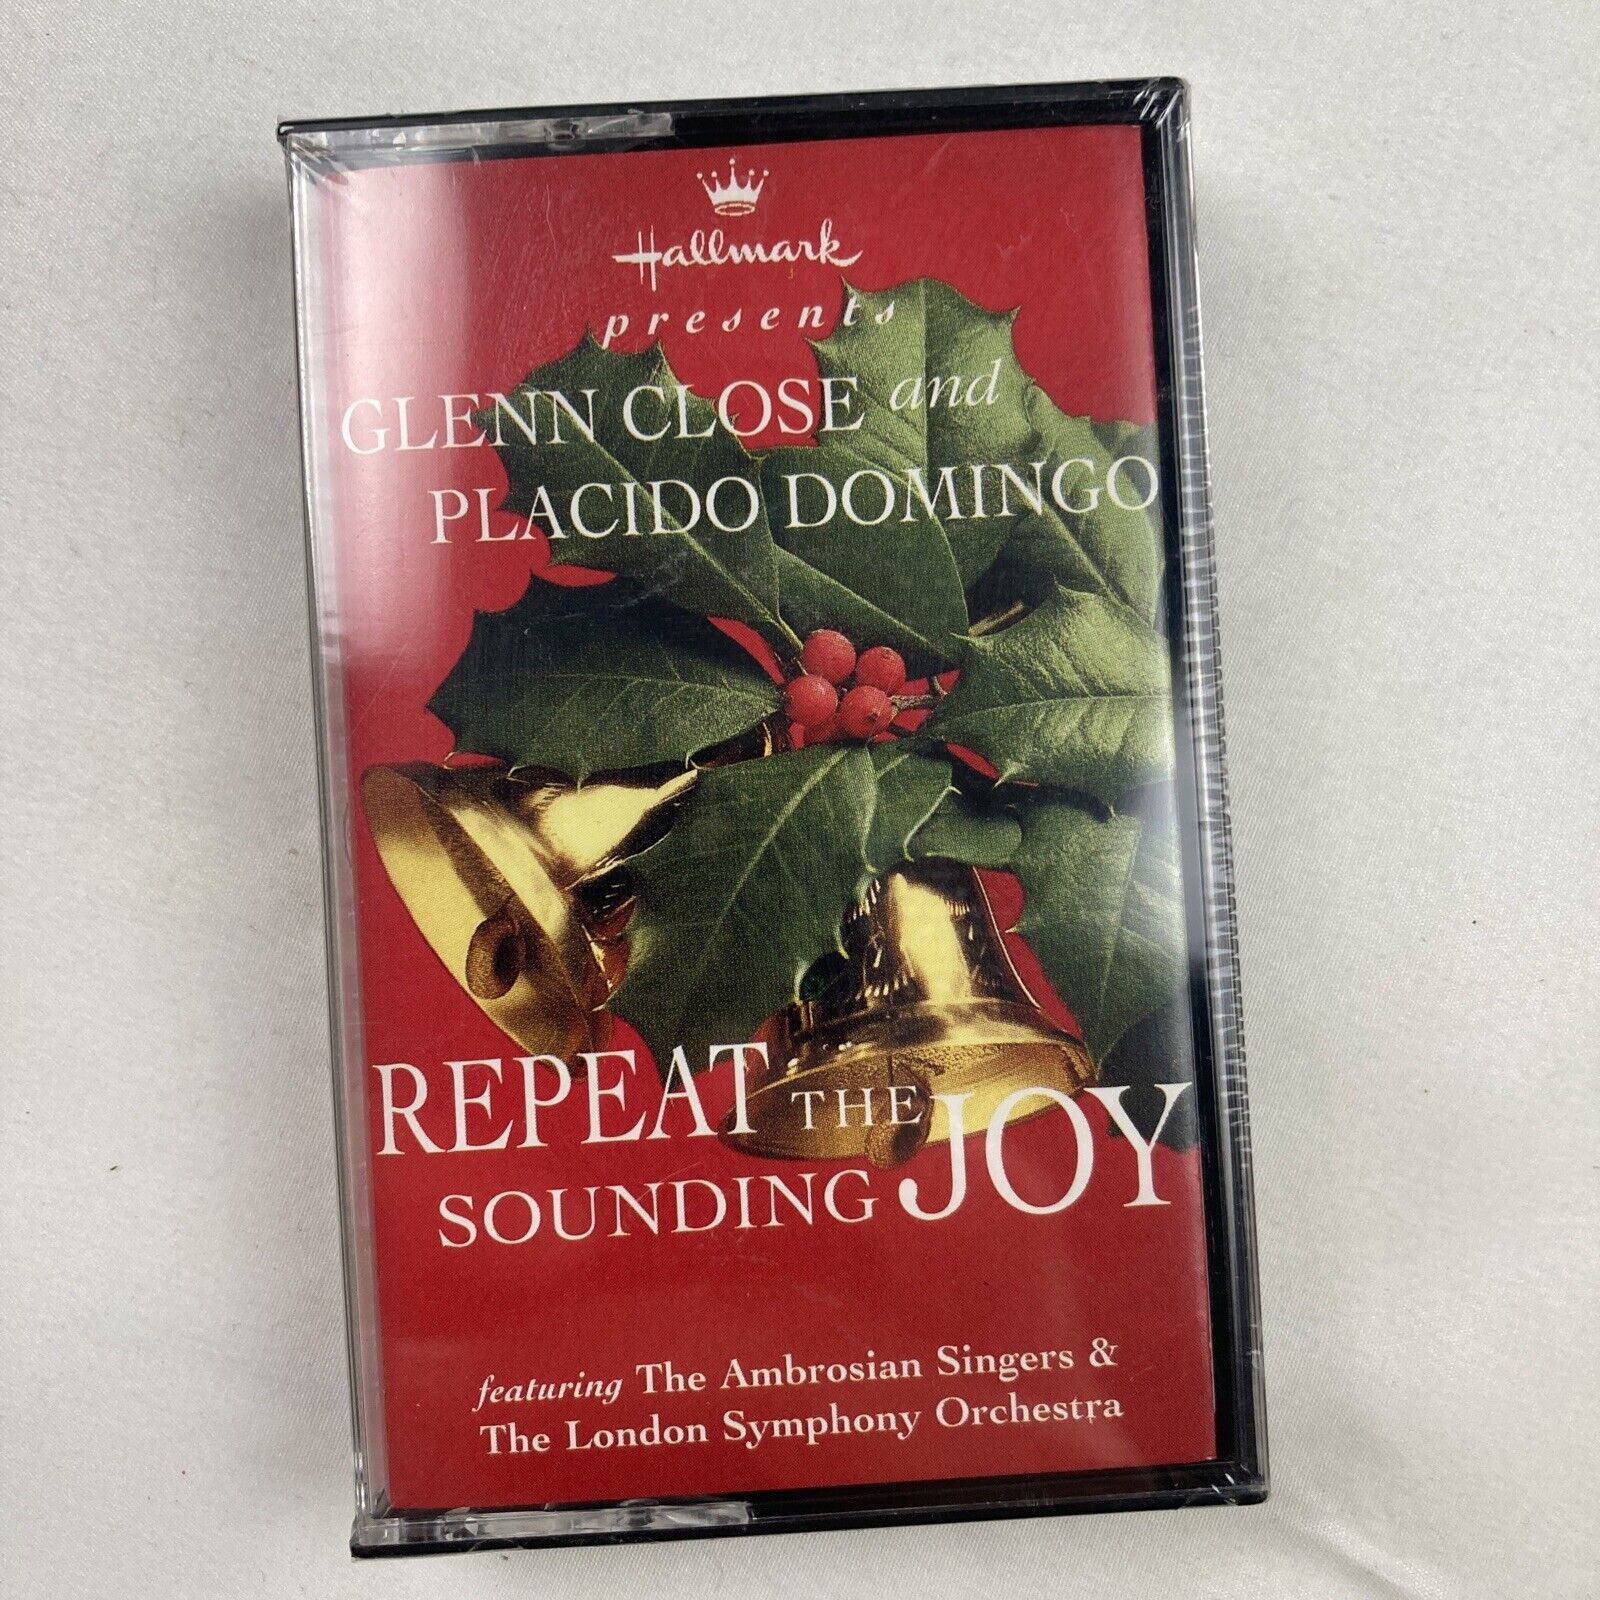 Hallmark
presents
GLENN CLOSE and
PLACIDO DOMINGO
REPEAT THE JOY
SOUNDING
featuring The Ambrosian Singers &
The London Symphony Orchestra